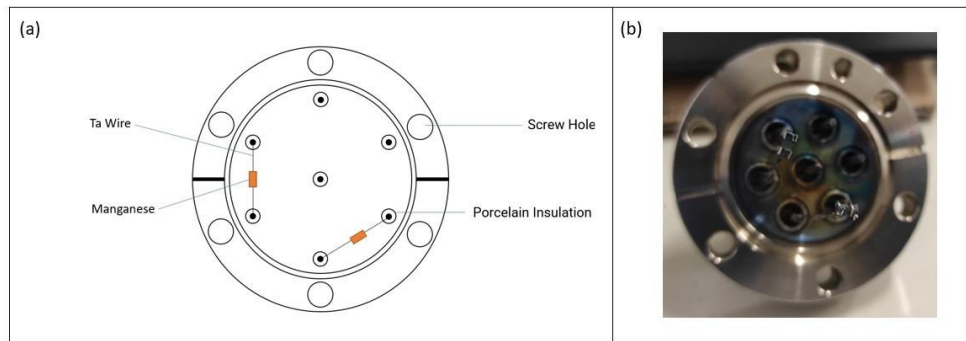 (a)
Ta Wire
Manganese
Screw Hole
Porcelain Insulation
(b)